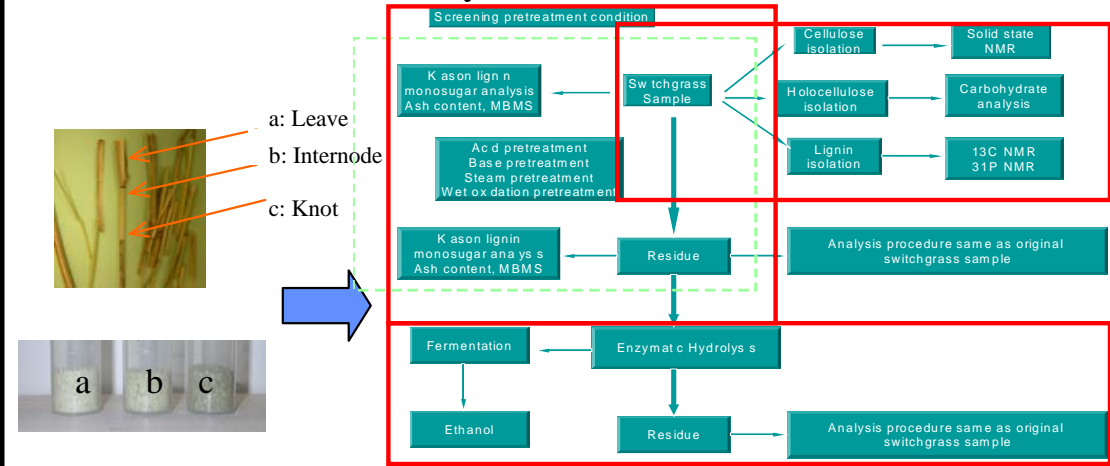 Screening pretreatment condition
Cellulose
isolation
Solid state
NMR
K ason lign n
monosugar analysis
Ash content, MBMS
Sw tchgrass
Sample
Holocellulose
isolation
Carbohydrate
analysis
a: Leave
b: Internode
c: Knot
Ac d pretreatment
Base pretreatment
Steam pretreatment
Wet ox dation pretreatment
Lignin
isolation
13C NMR
31P NMR
K ason lignin
monosugar ana ys s
Ash content, MBMS
Residue
Analysis procedure same as original
switchgrass sample
Fermentation
Enzymat c Hydrolys s
a b c
Ethanol
Residue
Analysis procedure same as original
switchgrass sample